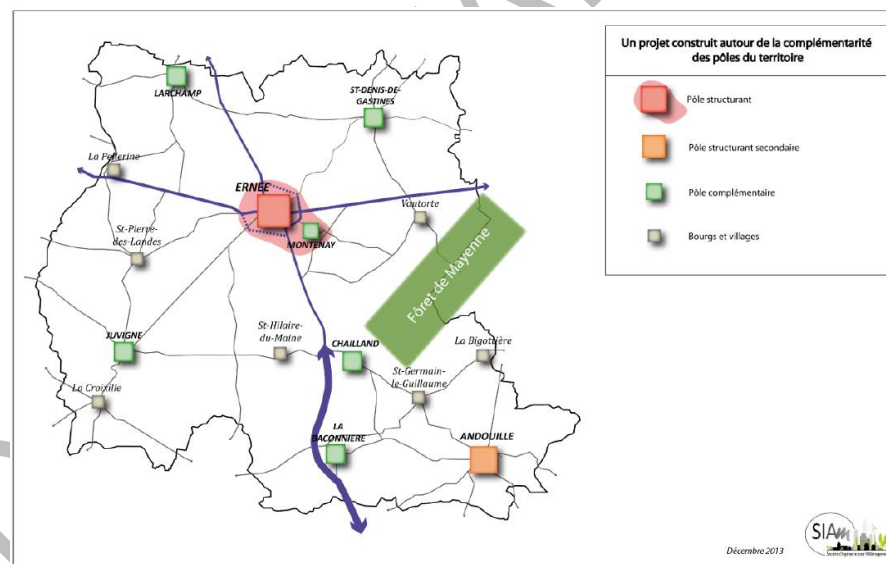 Un projet construit autour de la complémentarité
des pôles du territoire
Pôle structurant
Pôle structurant secondaire
Pôle complémentaire
Bourgs et villages
LARCHAMP
ST-DENIS-DE-
GASTINES
La Pellerine
ERNEE
Vautorte
MONTENAY
St-Pierre-
des-Landes
Fôret de Mayenne
JUVIGNE
St-Hilaire-
du-Maine
CHAILLAND
La Bigottière
St-Germain-
le-Guillaume
La Croixille
LA
BACONNIERE
ANDOUILLE
Décembre 2013
SIAm